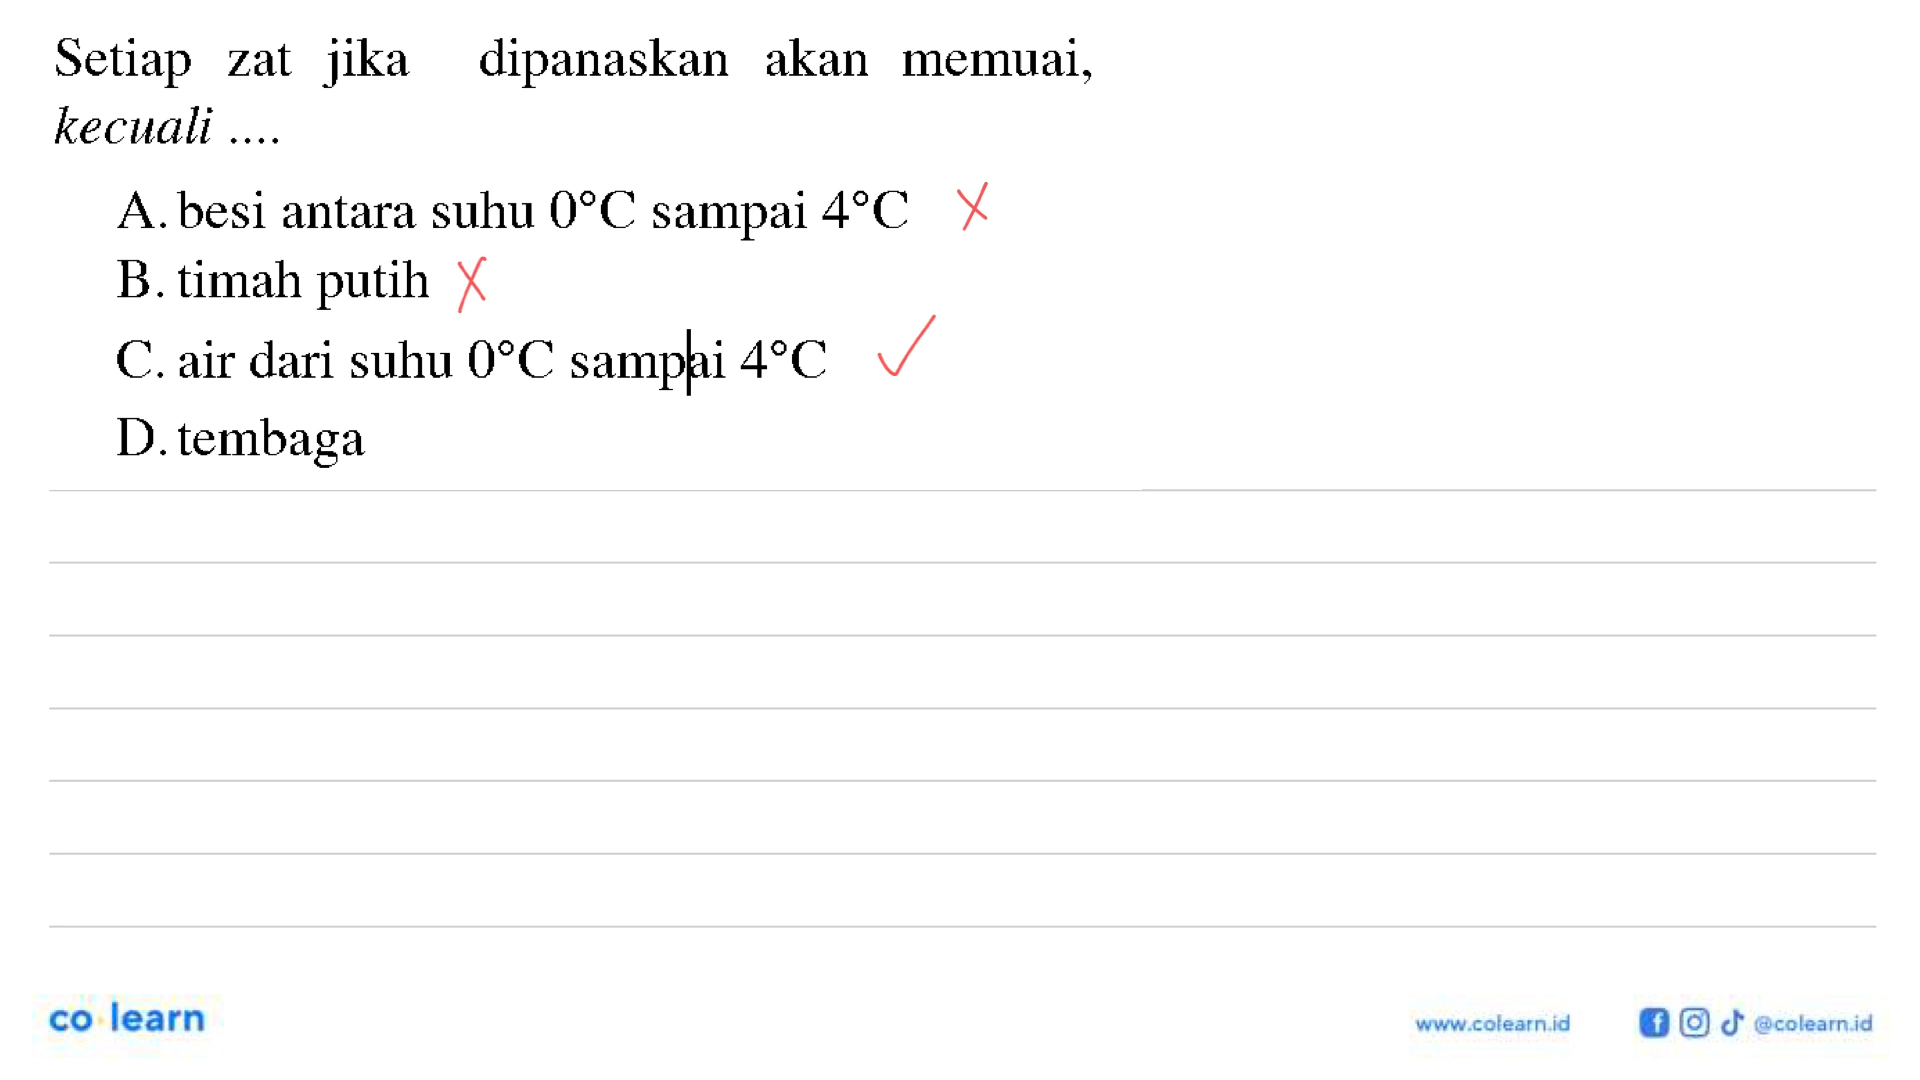 Setiap zat jika dipanaskan akan memuai,
kecuali ....
A. besi antara suhu 0°C sampai 4°C
B. timah putih
C. air dari suhu 0°C sampai 4°C
D. tembaga
co learn
www.colearn.id
@colearn.id